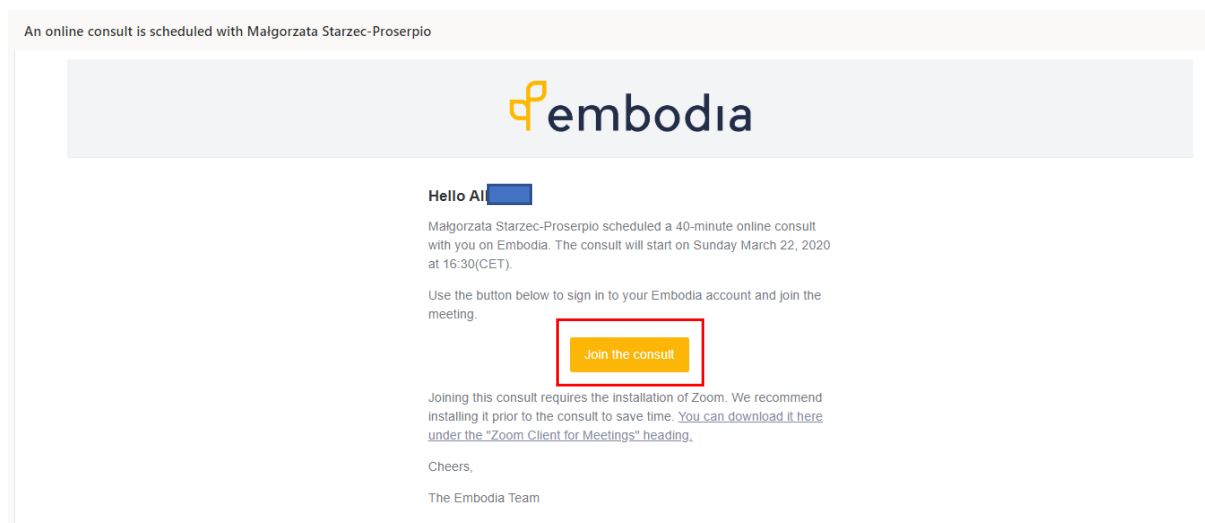 An online consult is scheduled with Małgorzata Starzec-Proserpio
embodia
Hello All
Małgorzata Starzec-Proserpio scheduled a 40-minute online consult
with you on Embodia. The consult will start on Sunday March 22, 2020
at 16:30(CET).
Use the button below to sign in to your Embodia account and join the
meeting.
Join the consult
Joining this consult requires the installation of Zoom. We recommend
installing it prior to the consult to save time. You can download it here
under the "Zoom Client for Meetings" heading.
Cheers,
The Embodia Team